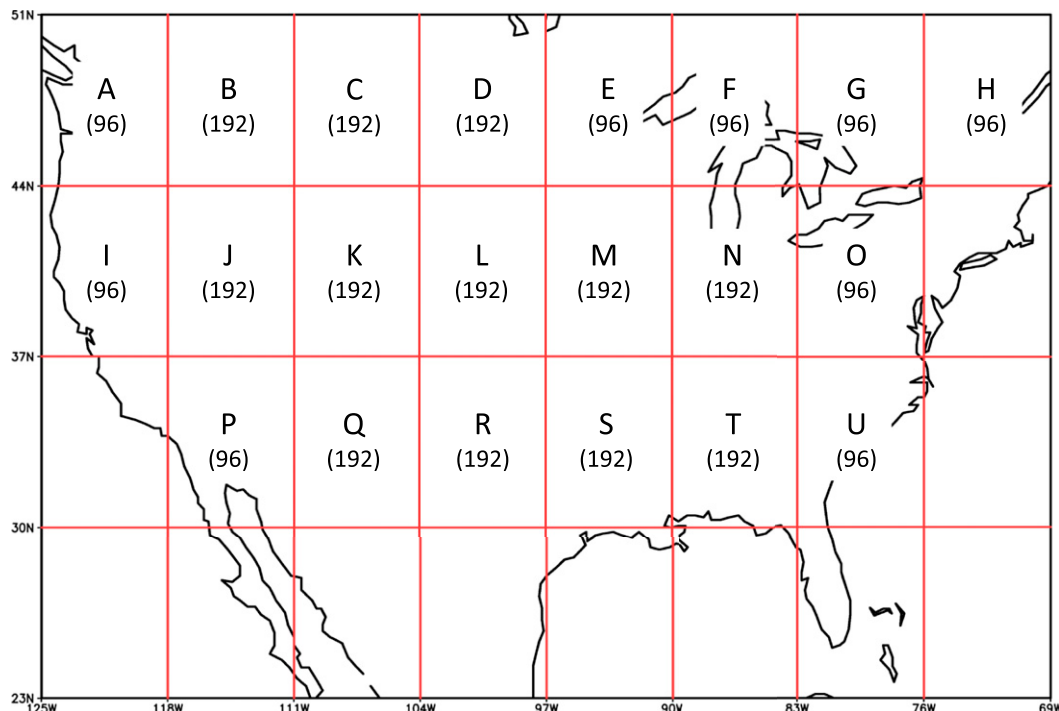 51N
A B C D E F G H
(96) (192) (192) (192) (96) (96) (96) (96)
44N
I J K L M N O
(96) (192) (192) (192) (192) (192) (96)
37N
P Q R S T U
(96) (192) (192) (192) (192) (96)
30N
23N
125W 118W 111W 104W 97W 90W 83W 76W 69W